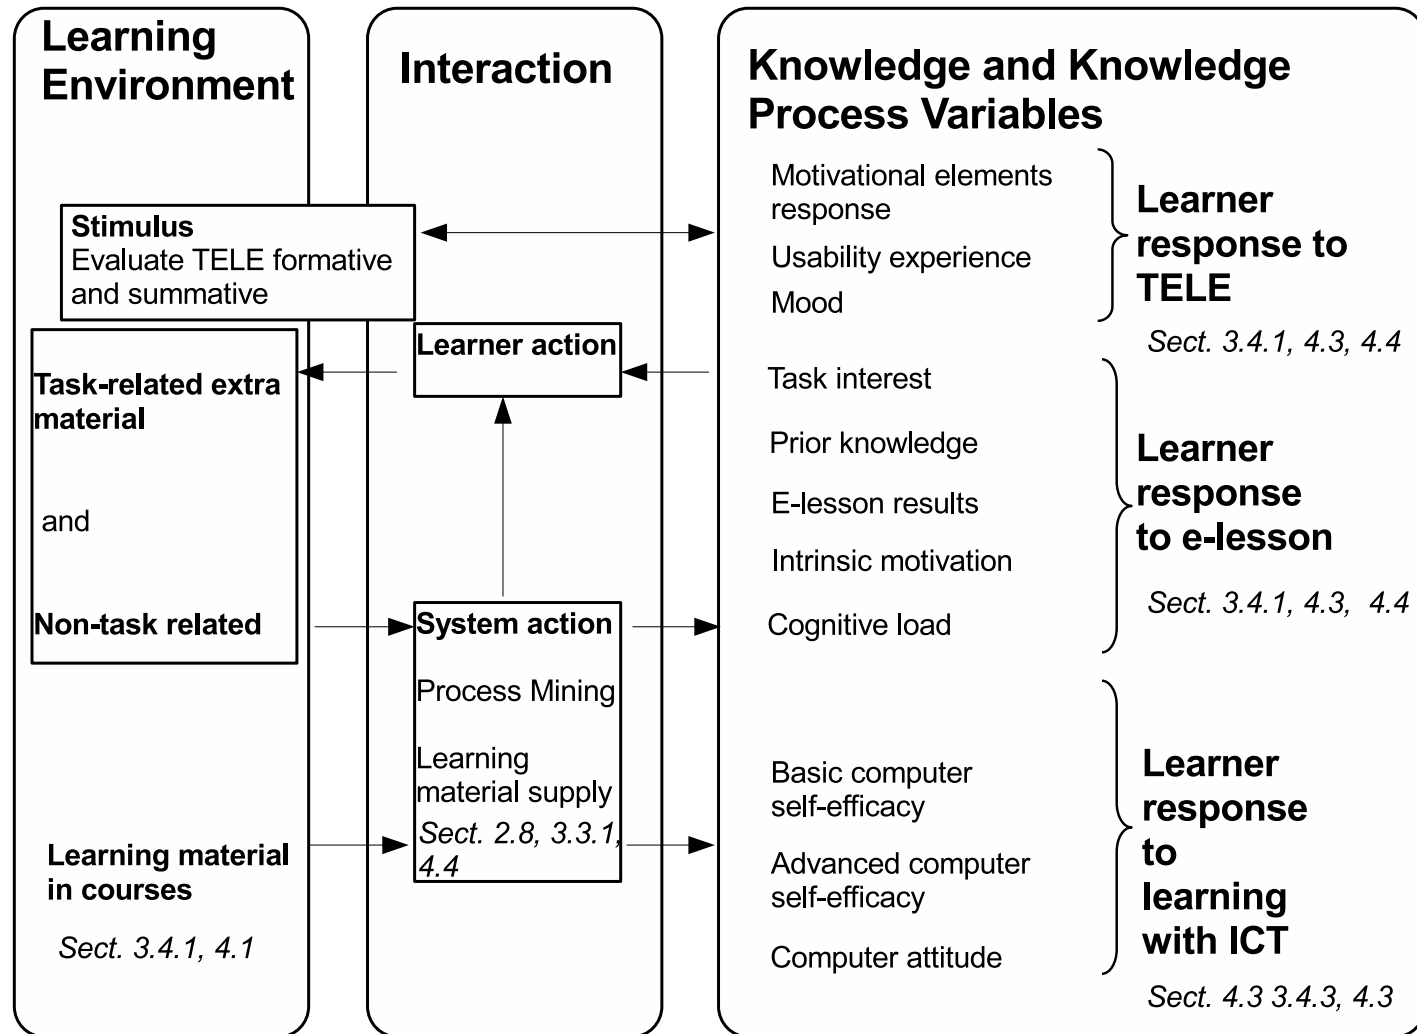 Learning
Environment
Stimulus
Evaluate TELE formative
and summative
Task-related extra
material
and
Non-task related
Learning material
in courses
Sect. 3.4.1, 4.1
Interaction
Learner action
System action
Process Mining
Learning
material supply
Sect. 2.8, 3.3.1,
4.4
Knowledge and Knowledge
Process Variables
Motivational elements
response
Usability experience
Mood
Learner
response to
TELE
Sect. 3.4.1, 4.3, 4.4
Task interest
Prior knowledge
E-lesson results
Intrinsic motivation
Cognitive load
Learner
response
to e-lesson
Sect. 3.4.1, 4.3, 4.4
Basic computer
self-efficacy
Advanced computer
self-efficacy
Computer attitude
Learner
response
to
learning
with ICT
Sect. 4.3 3.4.3, 4.3